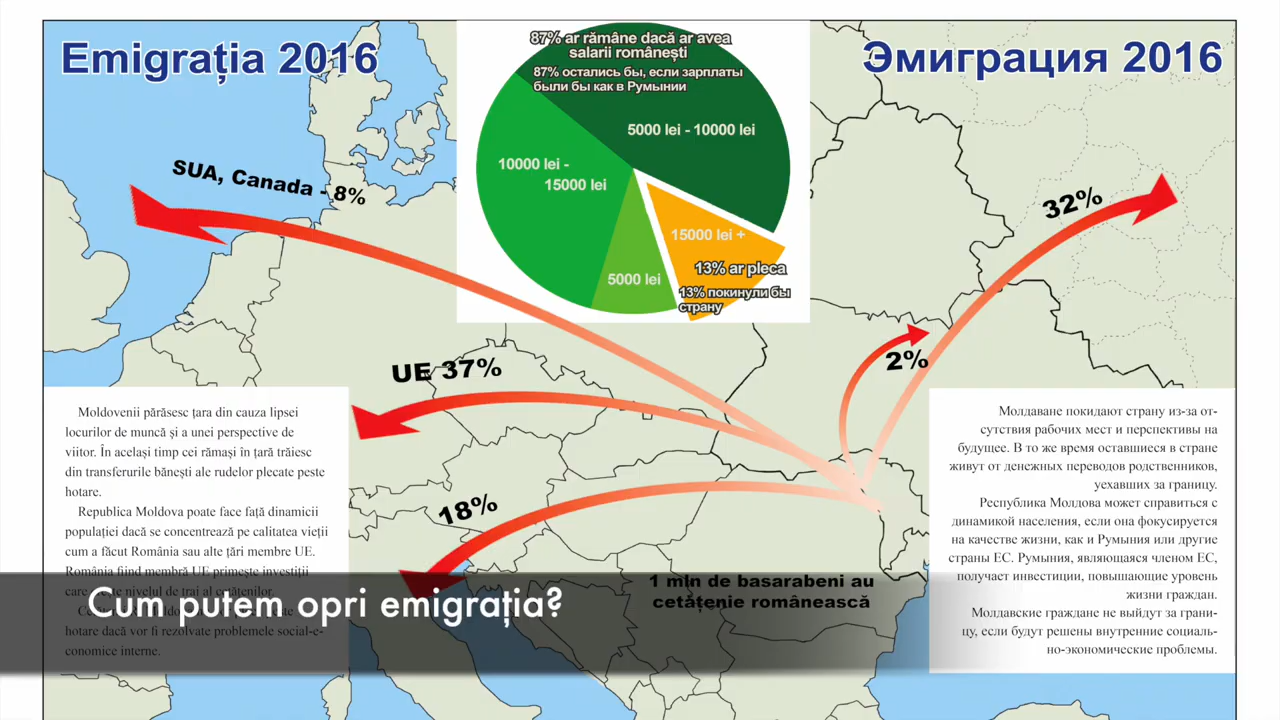 Emigrația 2016
Эмиграция 2016
87% ar rămâne dacă ar avea
salarii românești
87% остались бы, если зарплаты
были бы как в Румынии
5000 lei - 10000 lei
10000 lei -
15000 lei
15000 lei +
13% ar pleca
13% покинули бы
страну
5000 lei
SUA, Canada - 8%
32%
2%
UE 37%
18%
Moldovenii părăsesc țara din cauza lipsei
locurilor de muncă și a unei perspective de
viitor. În același timp cei rămași în țară trăiesc
din transferurile bănești ale rudelor plecate peste
hotare.
Republica Moldova poate face față dinamicii
populației dacă se concentrează pe calitatea vieții
cum a făcut România sau alte țări membre UE.
România fiind membră UE primește investiții
care nivelul de trai al cetățenilor.
hotare dacă vor fi rezolvate problemele social-e-
conomice interne.
Молдаване покидают страну из-за от-
сутствия рабочих мест и перспективы на
будущее. В то же время оставшиеся в стране
живут от денежных переводов родственников,
уехавших за границу.
Республика Молдова может справиться с
динамикой населения, если она фокусируется
на качестве жизни, как и Румыния или другие
страны ЕС. Румыния, являющаяся членом ЕС,
получает инвестиции, повышающие уровень
жизни граждан.
Молдавские граждане не выйдут за грани-
цу, если будут решены внутренние социаль-
но-экономические проблемы.
1 mln de basarabeni au
cetățenie românească
Cum putem opri emigrația?